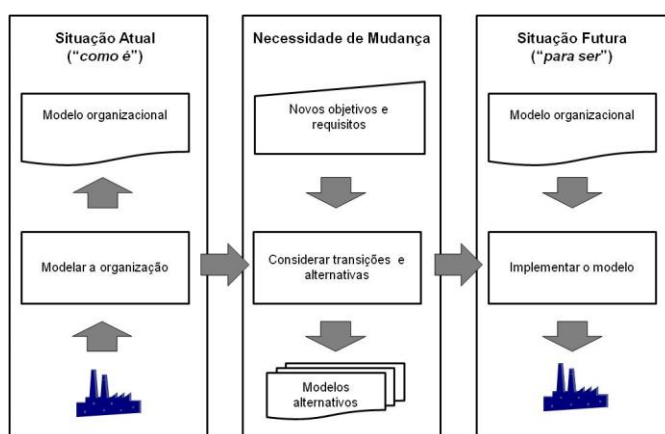 Situação Atual
("como é")
Modelo organizacional
Modelar a organização
Necessidade de Mudança
Novos objetivos e
requisitos
Considerar transições e
alternativas
Modelos
alternativos
Situação Futura
("para ser")
Modelo organizacional
Implementar o modelo